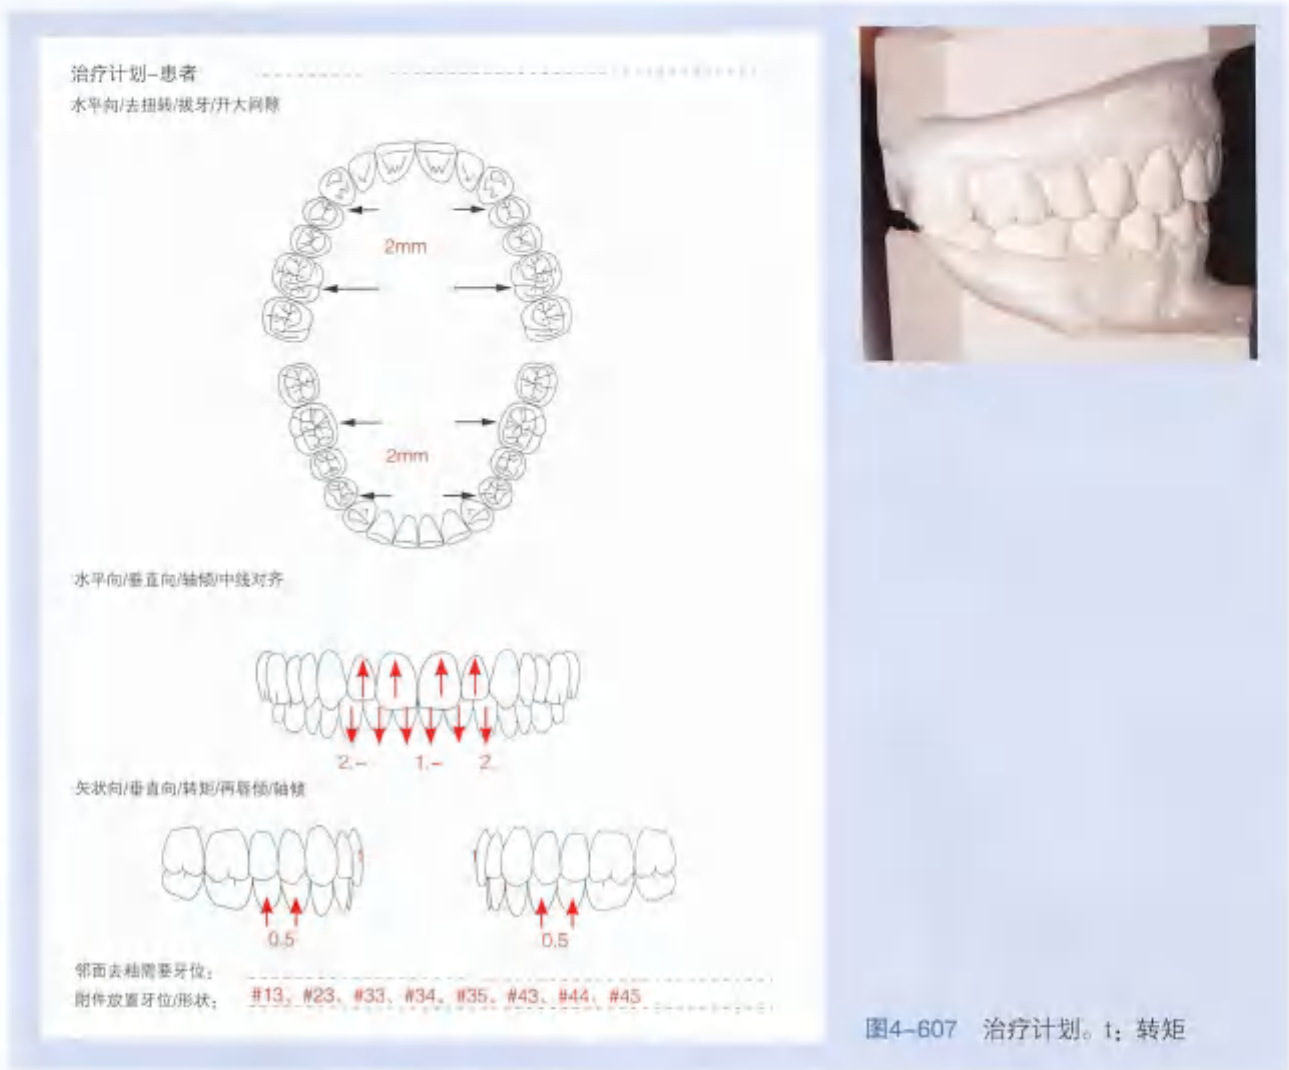 治疗计划-患者
水平向/去扭转/拔牙/开大间隙
2mm
2mm
水平向/垂直向/轴倾/中线对齐
2.- 1.- 2.
矢状向/垂直向/转矩/再唇倾/轴倾
t t
0.5 0.5
邻面去釉需要牙位：
附件放置牙位/形状： #13、#23、#33、#34、#35、#43、#44、#45
图4-607 治疗计划。t：转矩